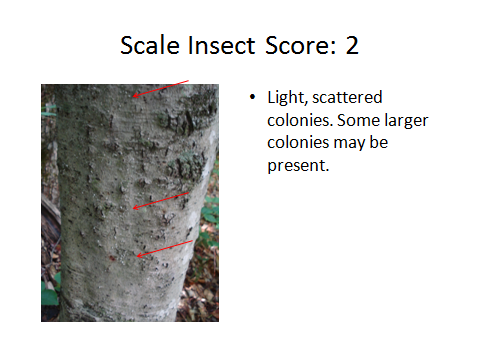 Scale Insect Score: 2
• Light, scattered
colonies. Some larger
colonies may be
present.